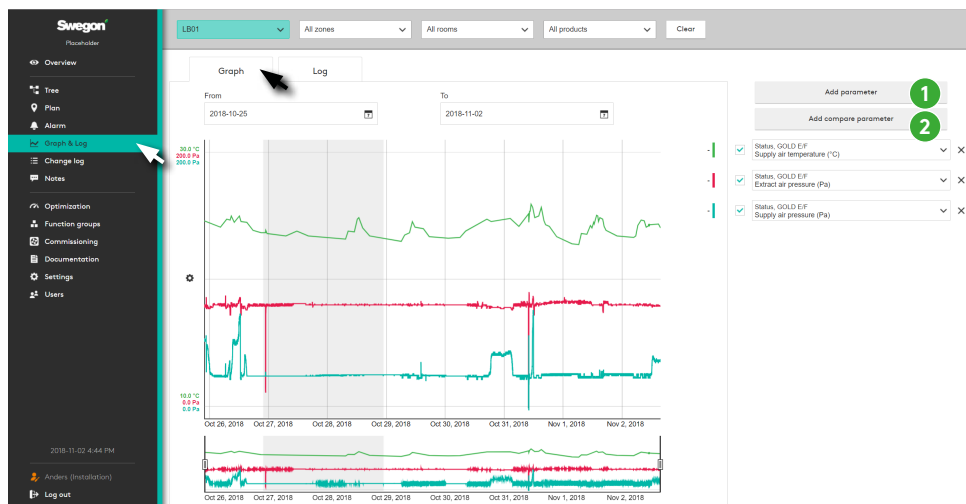 Swegon
Placeholder
Overview
Tree
Plan
Alarm
Graph & Log
Change log
Notes
Optimization
Function groups
Commissioning
Documentation
Settings
Users
2018-11-02 4:44 PM
Anders (Installation)
Log out
LB01
All zones
All rooms
All products
Clear
Graph
Log
From
To
2018-10-25
2018-11-02
30.0 °C
200.0 Pa
200.0 Pa
10.0 °C
0.0 Pa
0.0 Pa
Oct 26, 2018
Oct 27, 2018
Oct 28, 2018
Oct 29, 2018
Oct 30, 2018
Oct 31, 2018
Nov 1, 2018
Nov 2, 2018
Oct 26, 2018
Oct 27, 2018
Oct 28, 2018
Oct 29, 2018
Oct 30, 2018
Oct 31, 2018
Nov 1, 2018
Nov 2, 2018
Add parameter
1
Add compare parameter
2
Status, GOLD E/F
Supply air temperature (°C)
Status, GOLD E/F
Extract air pressure (Pa)
Status, GOLD E/F
Supply air pressure (Pa)